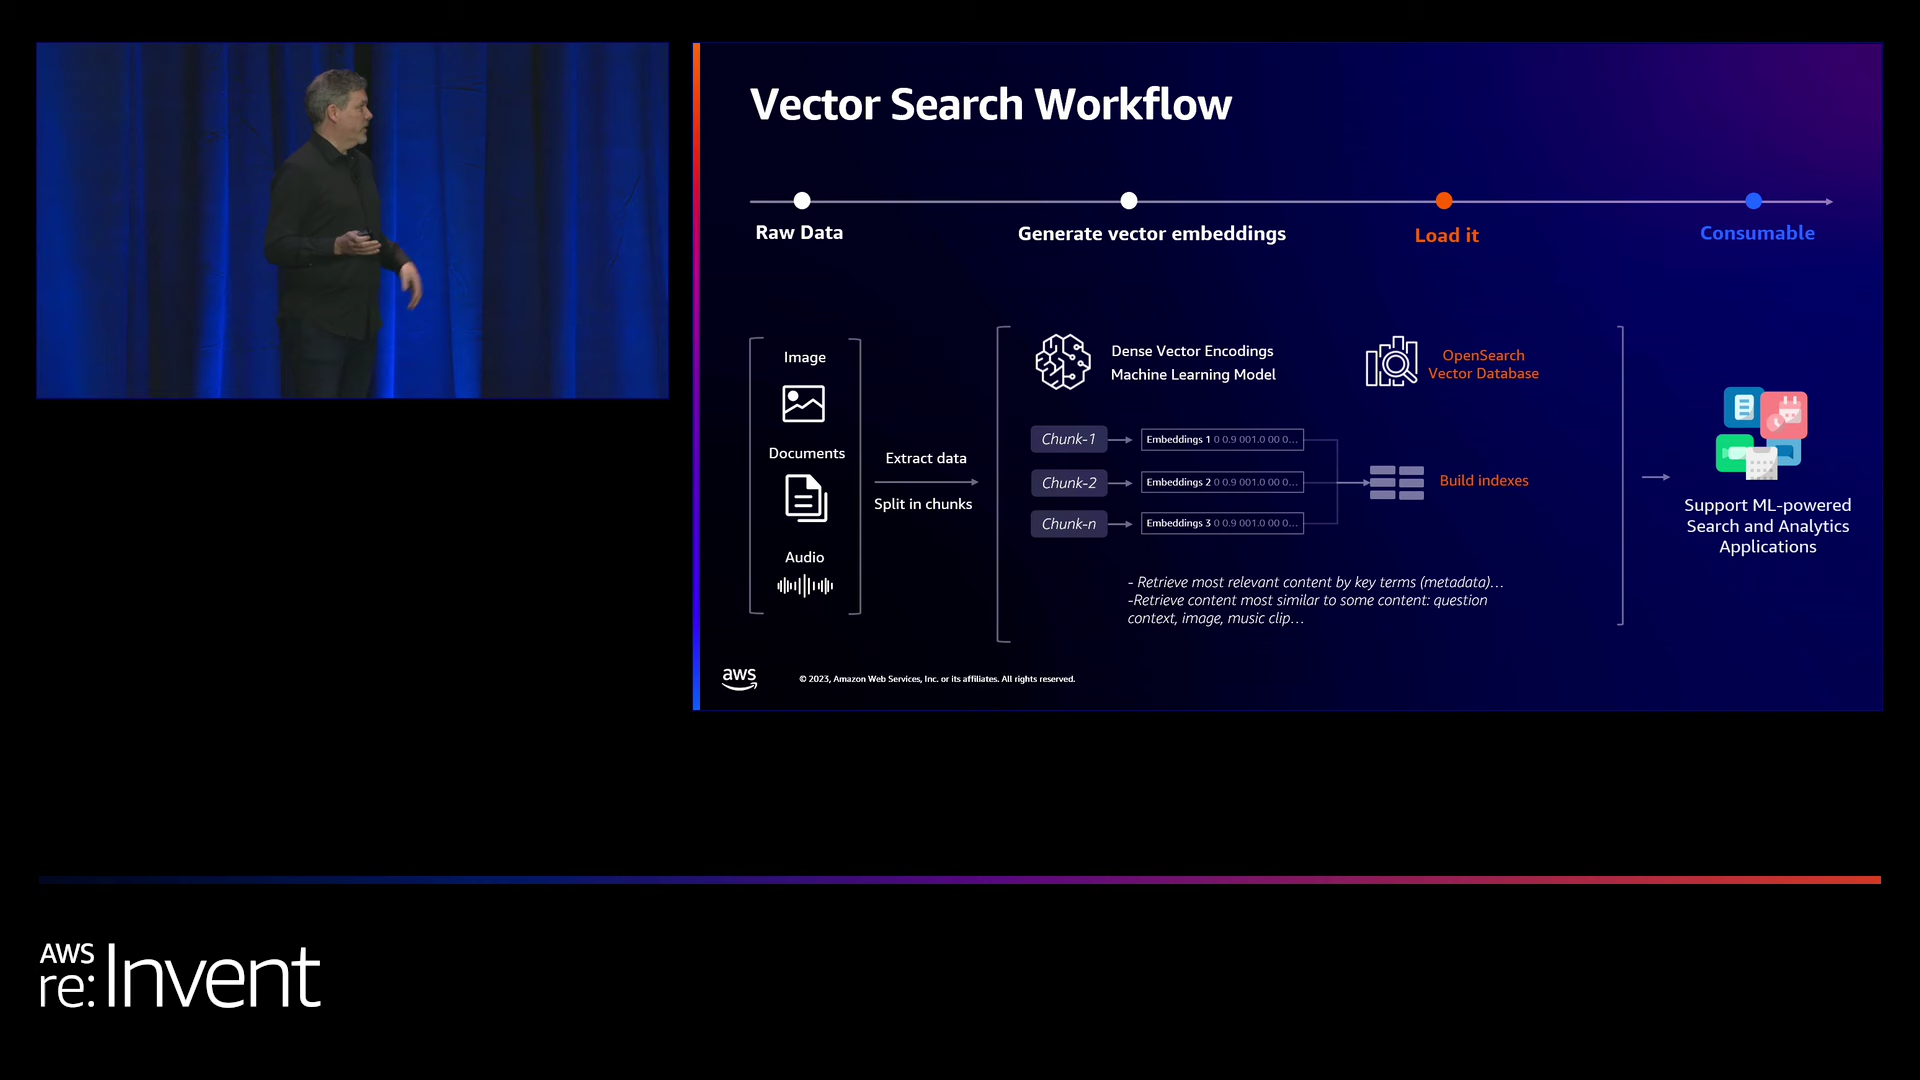 Vector Search Workflow
Raw Data
Generate vector embeddings
Load it
Consumable
Image
Documents
Audio
Extract data
Split in chunks
Dense Vector Encodings
Machine Learning Model
OpenSearch
Vector Database
Chunk-1
Embeddings 1 0 0.9 001.0 00 0...
Chunk-2
Embeddings 2 0 0.9 001.0 00 0...
Chunk-n
Embeddings 3 0 0.9 001.0 00 0...
Build indexes
- Retrieve most relevant content by key terms (metadata)...
-Retrieve content most similar to some content: question
context, image, music clip...
Support ML-powered
Search and Analytics
Applications
aws
© 2023, Amazon Web Services, Inc. or its affiliates. All rights reserved.
AWS
re:Invent